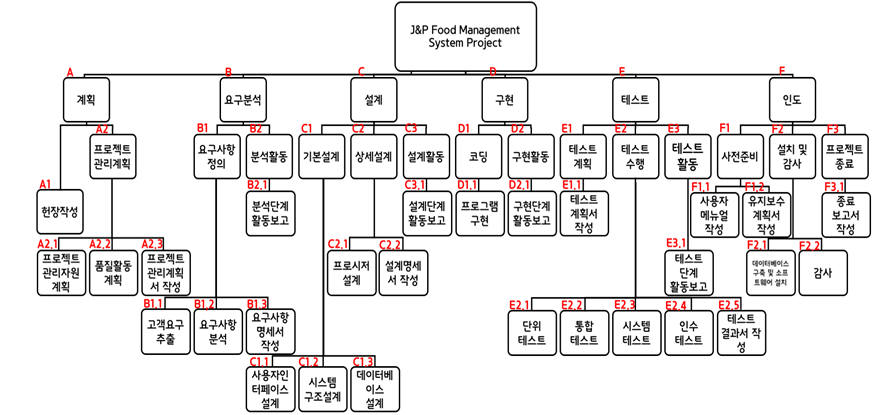 J&P Food Management
System Project
A
계획
B
요구분석
C
설계
D
구현
E
테스트
F
인도
A1
헌장작성
A2
프로젝트
관리계획
A2,1
프로젝트
관리자원
계획
A2,2
품질활동
계획
A2,3
프로젝트
관리계획
서 작성
B1
요구사항
정의
B1,1
고객요구
추출
B1,2
요구사항
분석
B1,3
요구사항
명세서
작성
B2
분석활동
B2,1
분석단계
활동보고
C1
기본설계
C1,1
사용자인
터페이스
설계
C1,2
시스템
구조설계
C1,3
데이터베
이스
설계
C2
상세설계
C2,1
프로시저
설계
C2,2
설계명세
서 작성
C3
설계활동
C3,1
설계단계
활동보고
D1
코딩
D1,1
프로그램
구현
D2
구현활동
D2,1
구현단계
활동보고
E1
테스트
계획
E1,1
테스트
계획서
작성
E2
테스트
수행
E2,1
단위
테스트
E2,2
통합
테스트
E2,3
시스템
테스트
E2,4
인수
테스트
E2,5
테스트
결과서 작
성
E3
테스트
활동
E3,1
테스트
단계
활동보고
F1
사전준비
F1,1
사용자
메뉴얼
작성
F1,2
유지보수
계획서
작성
F2
설치 및
감사
F2,1
데이터베이스
구축 및 소프
트웨어 설치
F2,2
감사
F3
프로젝트
종료
F3,1
종료
보고서 작
성